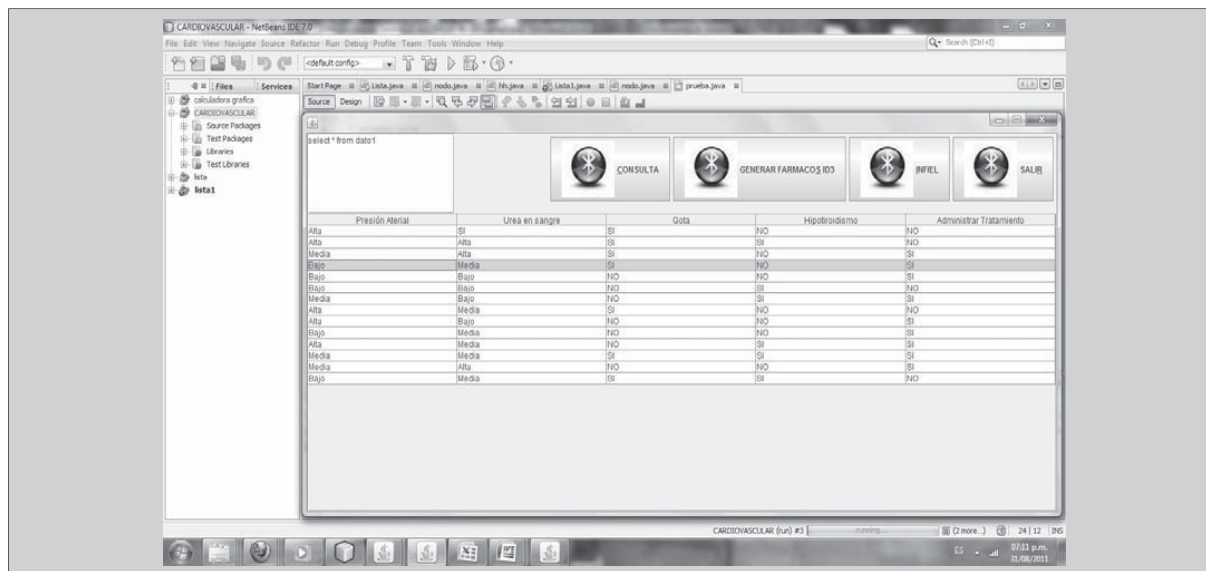 CARDIOVASCULAR - NetBeans IDE 7.0
File Edit View Navigate Source Refactor Run Debug Profile Team Tools Window Help
Search (Ctrl+I)
<default config>
Files Services
Start Page Lista.java nodo.java hh.java Lista1.java nodo.java prueba.java
Source Design
calculadora grafica
CARDIOVASCULAR
Source Packages
Test Packages
Libraries
Test Libraries
lista
lista1
select * from dato1
CONSULTA GENERAR FARMACOS ID3 INFIEL SALIR
Presión Aterial Urea en sangre Gota Hipotiroidismo Administrar Tratamiento
Alta SI SI NO NO
Alta Alta SI SI NO
Media Alta SI NO SI
Bajo Media SI NO SI
Bajo Bajo NO NO SI
Bajo Bajo NO SI NO
Media Bajo NO SI SI
Alta Media SI NO NO
Alta Bajo NO NO SI
Bajo Media NO NO SI
Alta Media NO SI SI
Media Media SI SI SI
Media Alta NO NO SI
Bajo Media SI SI NO
CARDIOVASCULAR (run) #3 running... (2 more...) 24 | 12 INS
ES 07:11 p.m.
31/08/2011